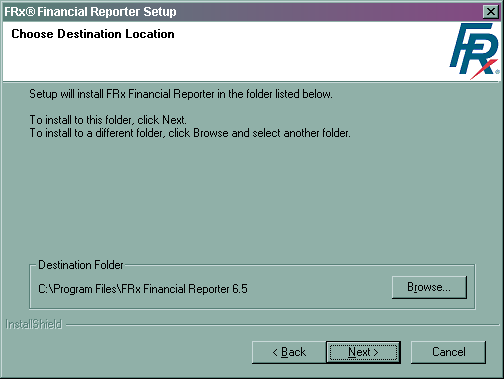 FRx® Financial Reporter Setup
Choose Destination Location
FRx®
Setup will install FRx Financial Reporter in the folder listed below.
To install to this folder, click Next.
To install to a different folder, click Browse and select another folder.
Destination Folder
C:\Program Files\FRx Financial Reporter 6.5
Browse...
InstallShield
< Back
Next >
Cancel